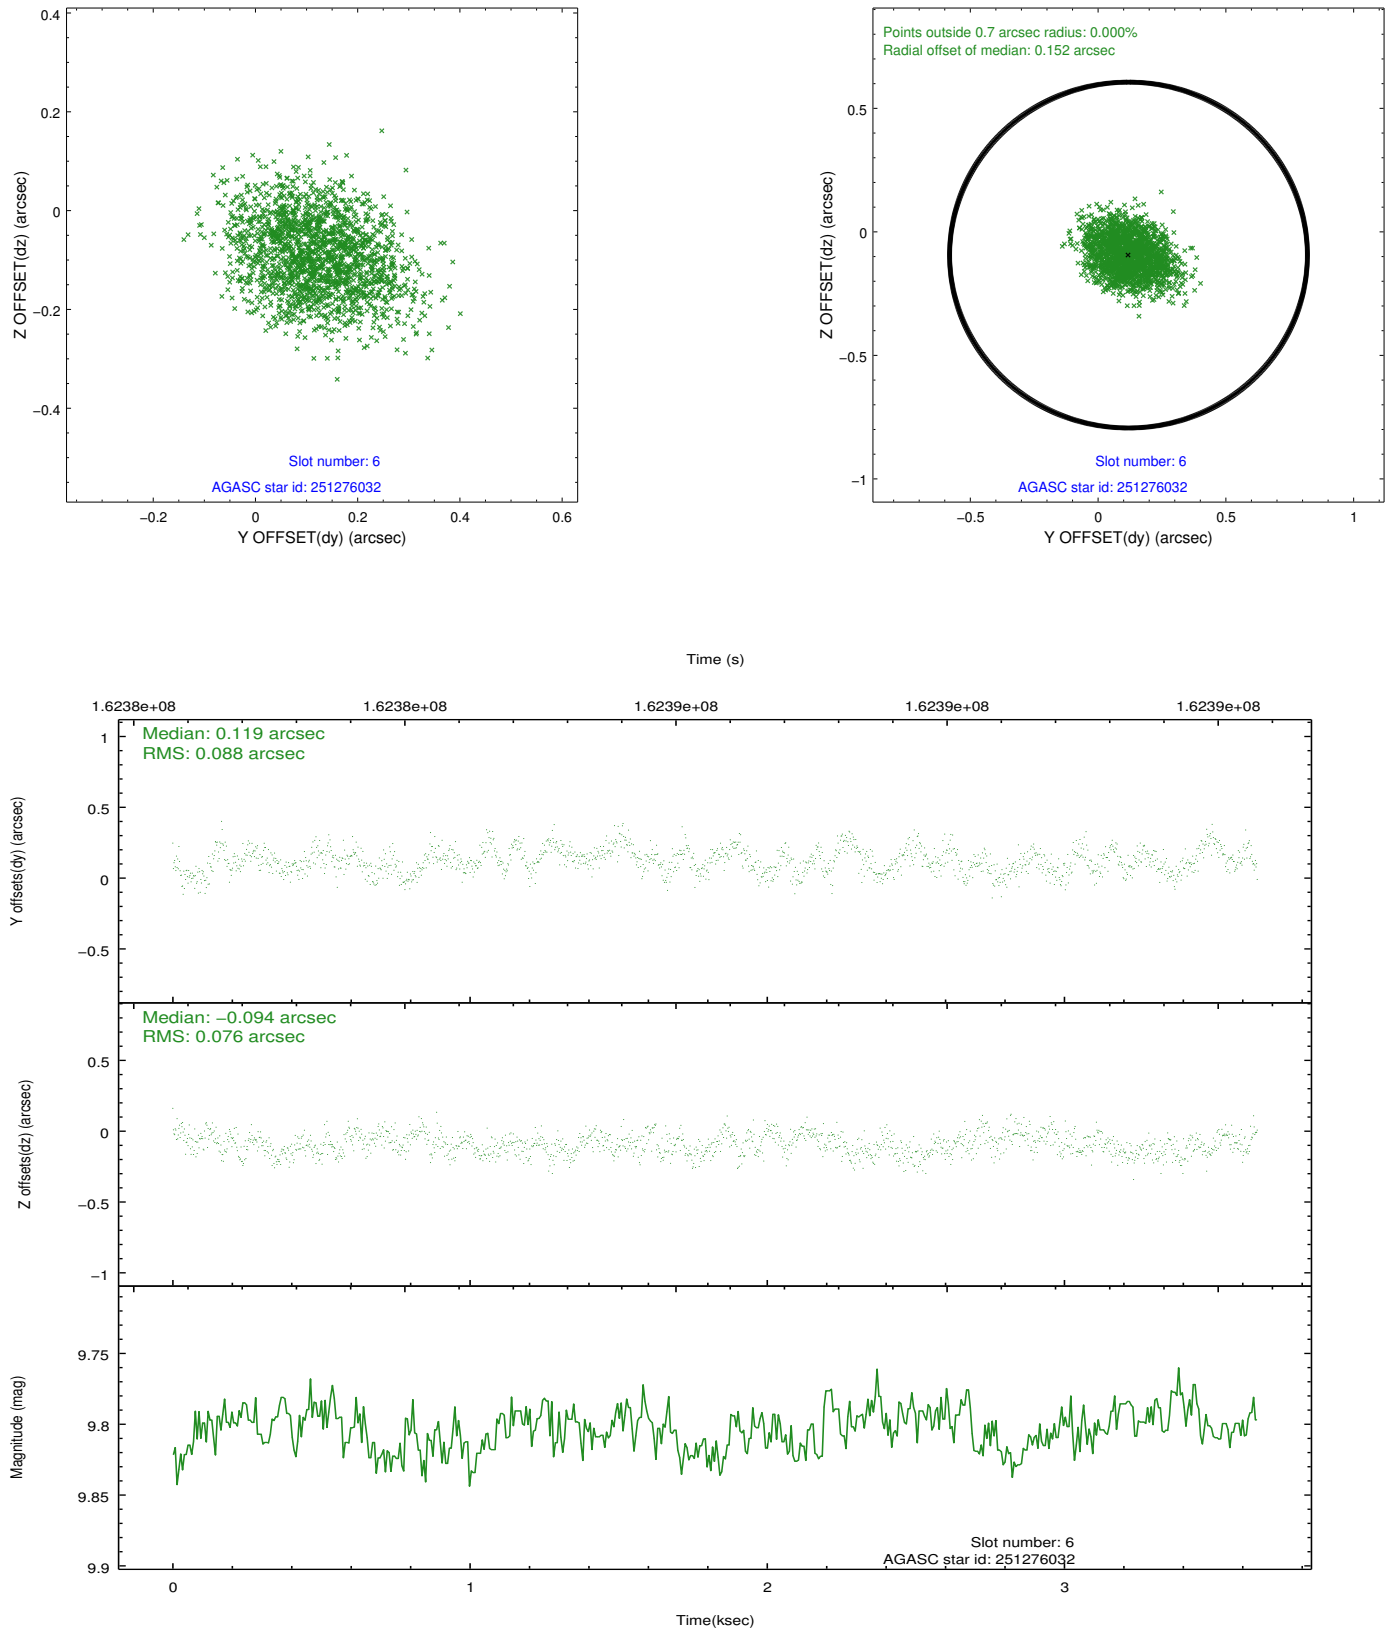 0.4
0.2
0
−0.2
−0.4
Z OFFSET(dz) (arcsec)
Slot number: 6
AGASC star id: 251276032
−0.2 0 0.2 0.4 0.6
Y OFFSET(dy) (arcsec)
Points outside 0.7 arcsec radius: 0.000%
Radial offset of median: 0.152 arcsec
0.5
0
−0.5
−1
Z OFFSET(dz) (arcsec)
Slot number: 6
AGASC star id: 251276032
−0.5 0 0.5 1
Y OFFSET(dy) (arcsec)
Time (s)
1.6238e+08 1.6238e+08 1.6239e+08 1.6239e+08 1.6239e+08
Median: 0.119 arcsec
RMS: 0.088 arcsec
1
0.5
0
−0.5
Y offsets(dy) (arcsec)
Median: −0.094 arcsec
RMS: 0.076 arcsec
0.5
0
−0.5
−1
Z offsets(dz) (arcsec)
9.75
9.8
9.85
9.9
Magnitude (mag)
Slot number: 6
AGASC star id: 251276032
0 1 2 3
Time(ksec)